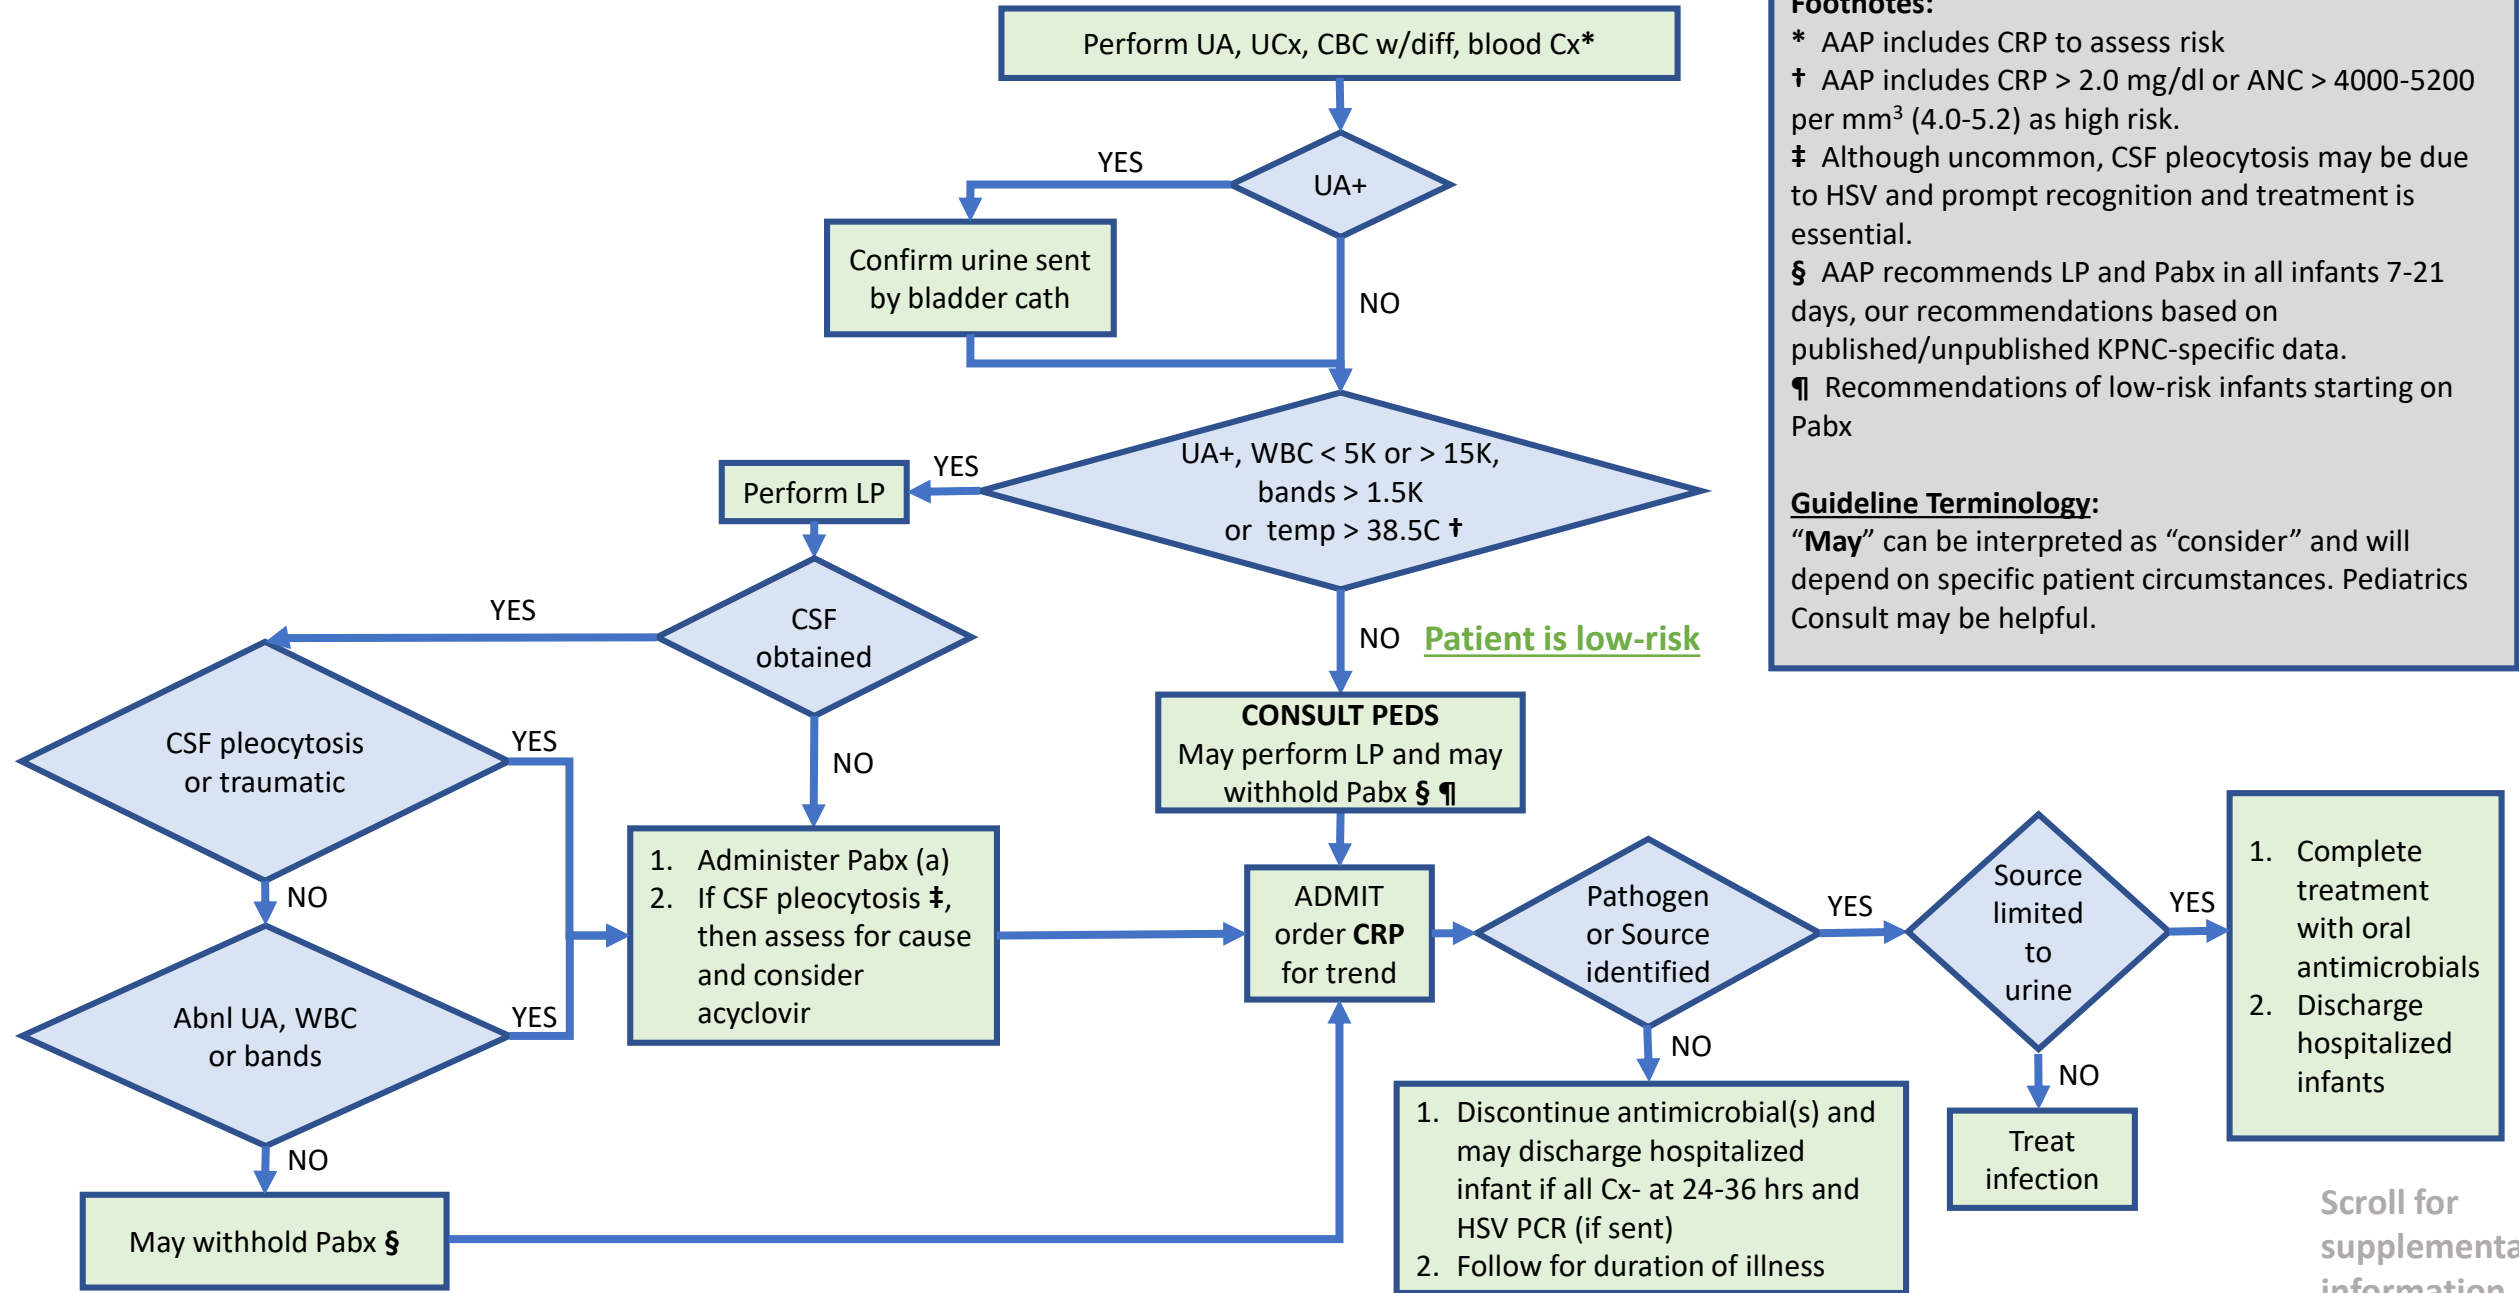 Perform UA, UCx, CBC w/diff, blood Cx*
UA+
YES
NO
Confirm urine sent
by bladder cath
UA+, WBC < 5K or > 15K,
bands > 1.5K
or temp > 38.5C †
YES
NO
Patient is low-risk
Perform LP
CSF
obtained
YES
NO
CSF pleocytosis
or traumatic
YES
NO
Abnl UA, WBC
or bands
YES
NO
May withhold Pabx §
1. Administer Pabx (a)
2. If CSF pleocytosis ‡,
then assess for cause
and consider
acyclovir
CONSULT PEDS
May perform LP and may
withhold Pabx § ¶
ADMIT
order CRP
for trend
Pathogen
or Source
identified
YES
NO
1. Discontinue antimicrobial(s) and
may discharge hospitalized
infant if all Cx- at 24-36 hrs and
HSV PCR (if sent)
2. Follow for duration of illness
Source
limited
to
urine
YES
NO
Treat
infection
1. Complete
treatment
with oral
antimicrobials
2. Discharge
hospitalized
infants
Footnotes:
* AAP includes CRP to assess risk
† AAP includes CRP > 2.0 mg/dl or ANC > 4000-5200
per mm³ (4.0-5.2) as high risk.
‡ Although uncommon, CSF pleocytosis may be due
to HSV and prompt recognition and treatment is
essential.
§ AAP recommends LP and Pabx in all infants 7-21
days, our recommendations based on
published/unpublished KPNC-specific data.
¶ Recommendations of low-risk infants starting on
Pabx
Guideline Terminology:
“May” can be interpreted as “consider” and will
depend on specific patient circumstances. Pediatrics
Consult may be helpful.
Scroll for
supplementa
information